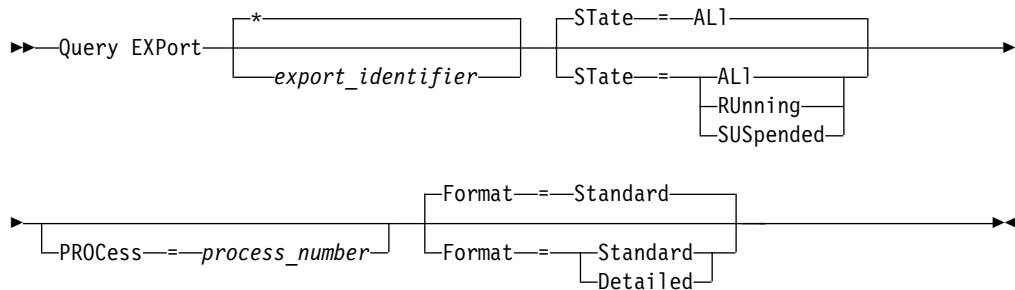 * STate = ALl
Query EXPort
export_identifier STate = ALl
RUnning
SUSpended
Format = Standard
PROCess = process_number Format = Standard
Detailed